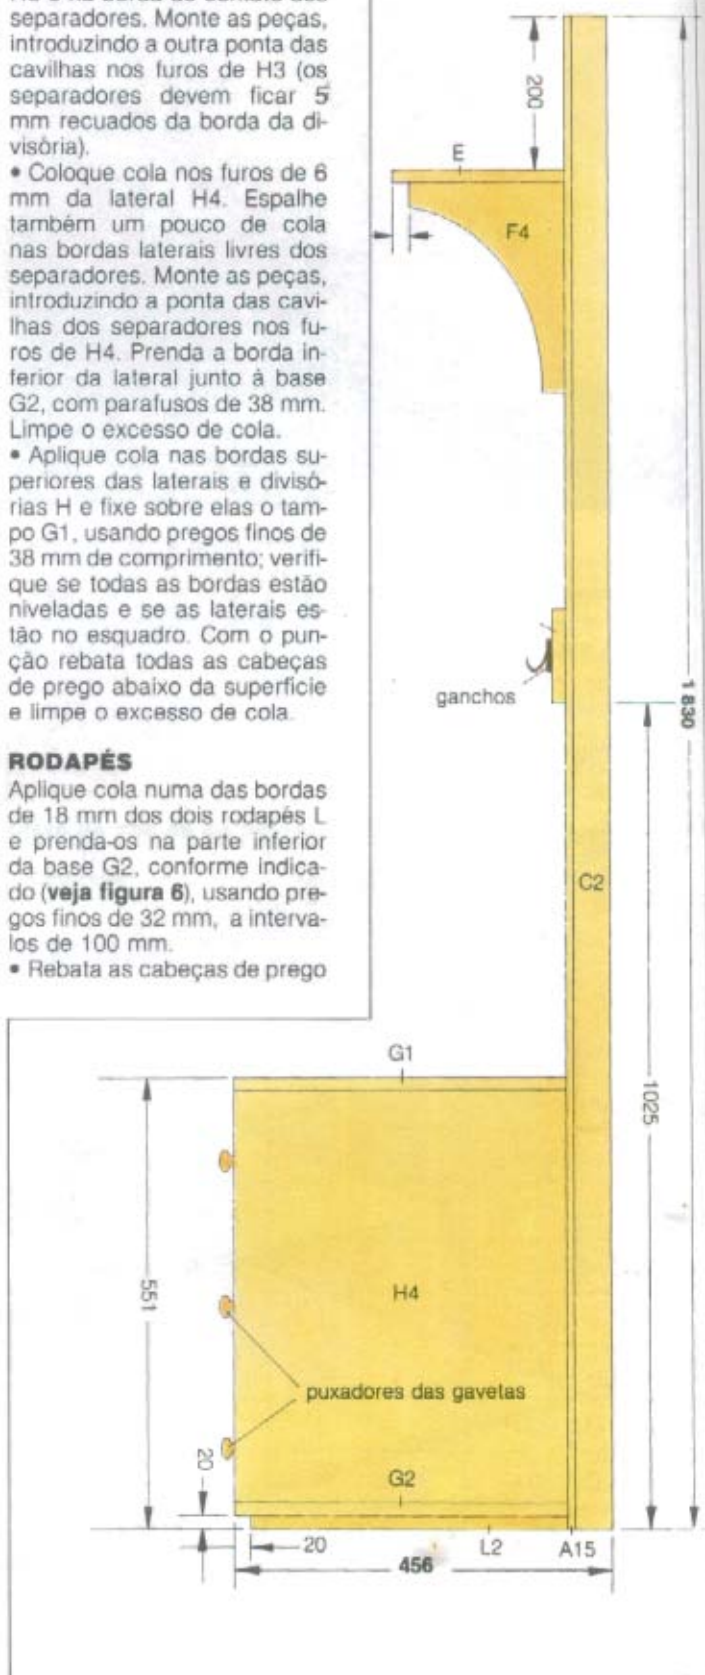 separadores. Monte as peças,
introduzindo a outra ponta das
cavilhas nos furos de H3 (os
separadores devem ficar 5
mm recuados da borda da di-
visória).
• Coloque cola nos furos de 6
mm da lateral H4. Espalhe
também um pouco de cola
nas bordas laterais livres dos
separadores. Monte as peças,
introduzindo a ponta das cavi-
lhas dos separadores nos fu-
ros de H4. Prenda a borda in-
ferior da lateral junto à base
G2, com parafusos de 38 mm.
Limpe o excesso de cola.
• Aplique cola nas bordas su-
periores das laterais e divisó-
rias H e fixe sobre elas o tam-
po G1, usando pregos finos de
38 mm de comprimento; verifi-
que se todas as bordas estão
niveladas e se as laterais es-
tão no esquadro. Com o pun-
ção rebata todas as cabeças
de prego abaixo da superfície
e limpe o excesso de cola.
RODAPÉS
Aplique cola numa das bordas
de 18 mm dos dois rodapés L
e prenda-os na parte inferior
da base G2, conforme indica-
do (veja figura 6), usando pre-
gos finos de 32 mm, a interva-
los de 100 mm.
• Rebata as cabeças de prego
200
E
F4
ganchos
1 830
C2
1025
G1
551
H4
puxadores das gavetas
G2
20
20
L2
A15
456